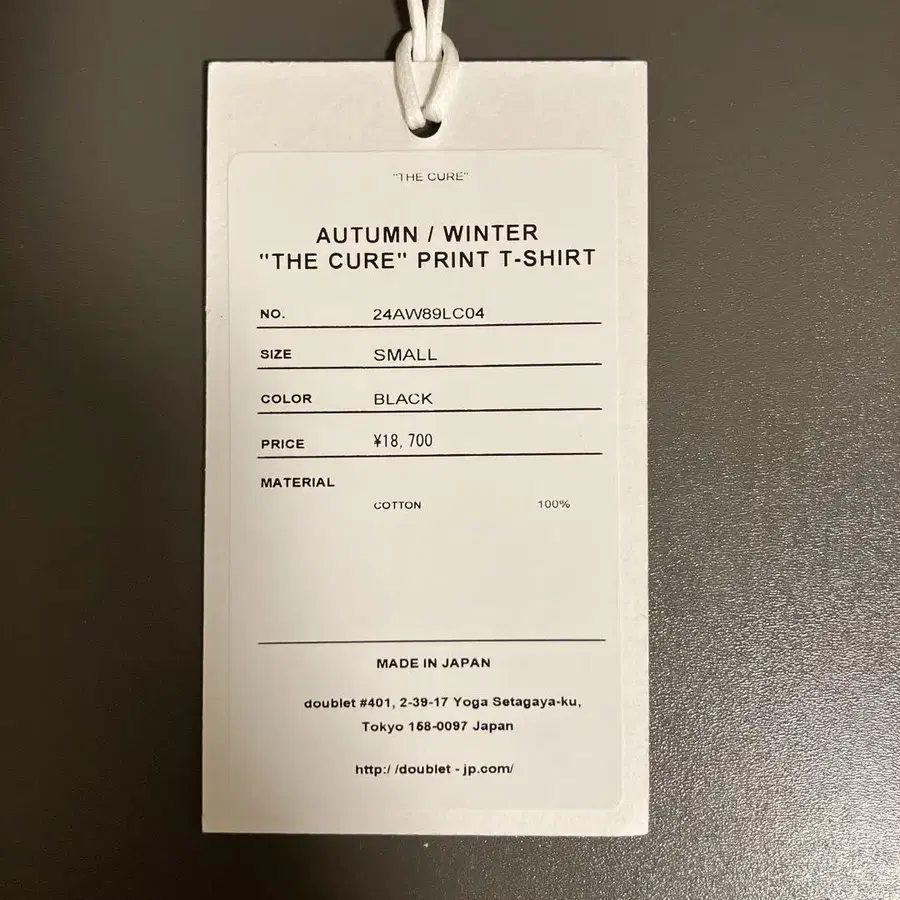 "THE CURE"
AUTUMN / WINTER
"THE CURE" PRINT T-SHIRT
NO. 24AW89LC04
SIZE SMALL
COLOR BLACK
PRICE ¥18,700
MATERIAL
COTTON 100%
MADE IN JAPAN
doublet #401, 2-39-17 Yoga Setagaya-ku,
Tokyo 158-0097 Japan
http://doublet-jp.com/